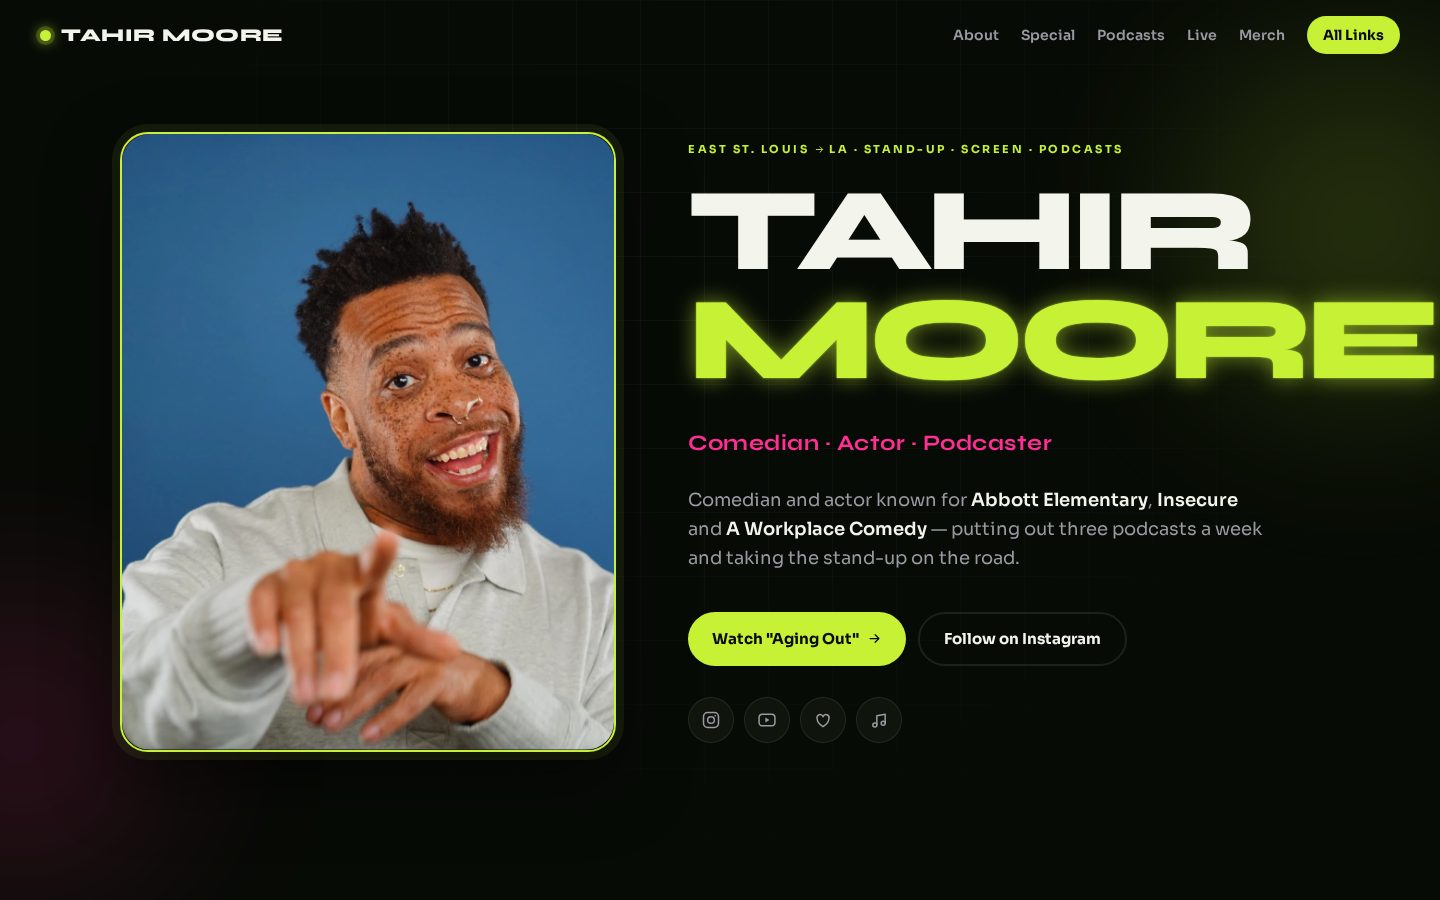 TAHIR MOORE
About Special Podcasts Live Merch All Links
EAST ST. LOUIS → LA · STAND-UP · SCREEN · PODCASTS
TAHIR
MOORE
Comedian · Actor · Podcaster
Comedian and actor known for Abbott Elementary, Insecure
and A Workplace Comedy — putting out three podcasts a week
and taking the stand-up on the road.
Watch "Aging Out" →
Follow on Instagram